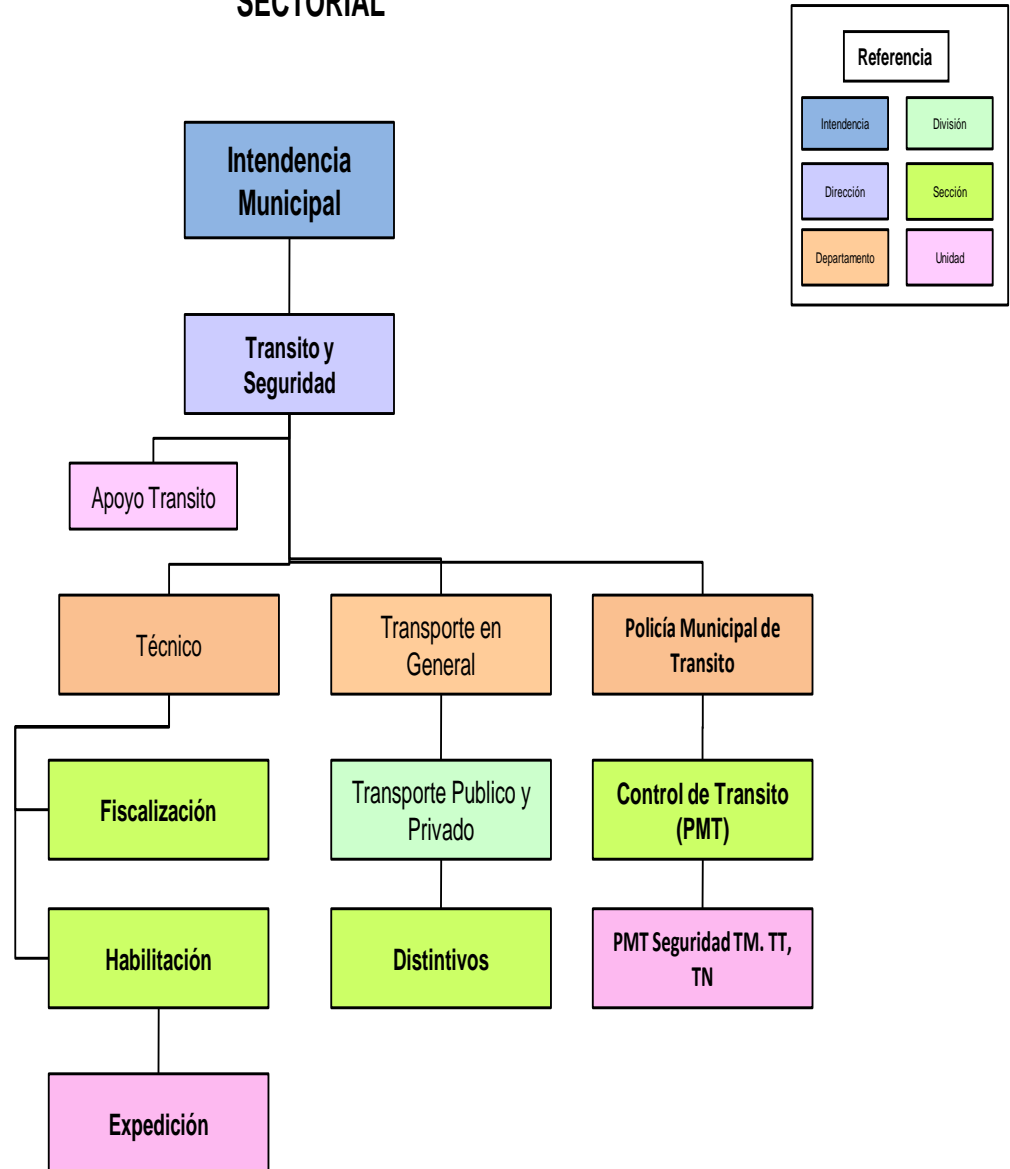 SECTORIAL
Referencia
Intendencia
División
Dirección
Sección
Departamento
Unidad
Intendencia
Municipal
Transito y
Seguridad
Apoyo Transito
Técnico
Transporte en
General
Policía Municipal de
Transito
Fiscalización
Transporte Publico y
Privado
Control de Transito
(PMT)
Habilitación
Distintivos
PMT Seguridad TM. TT,
TN
Expedición